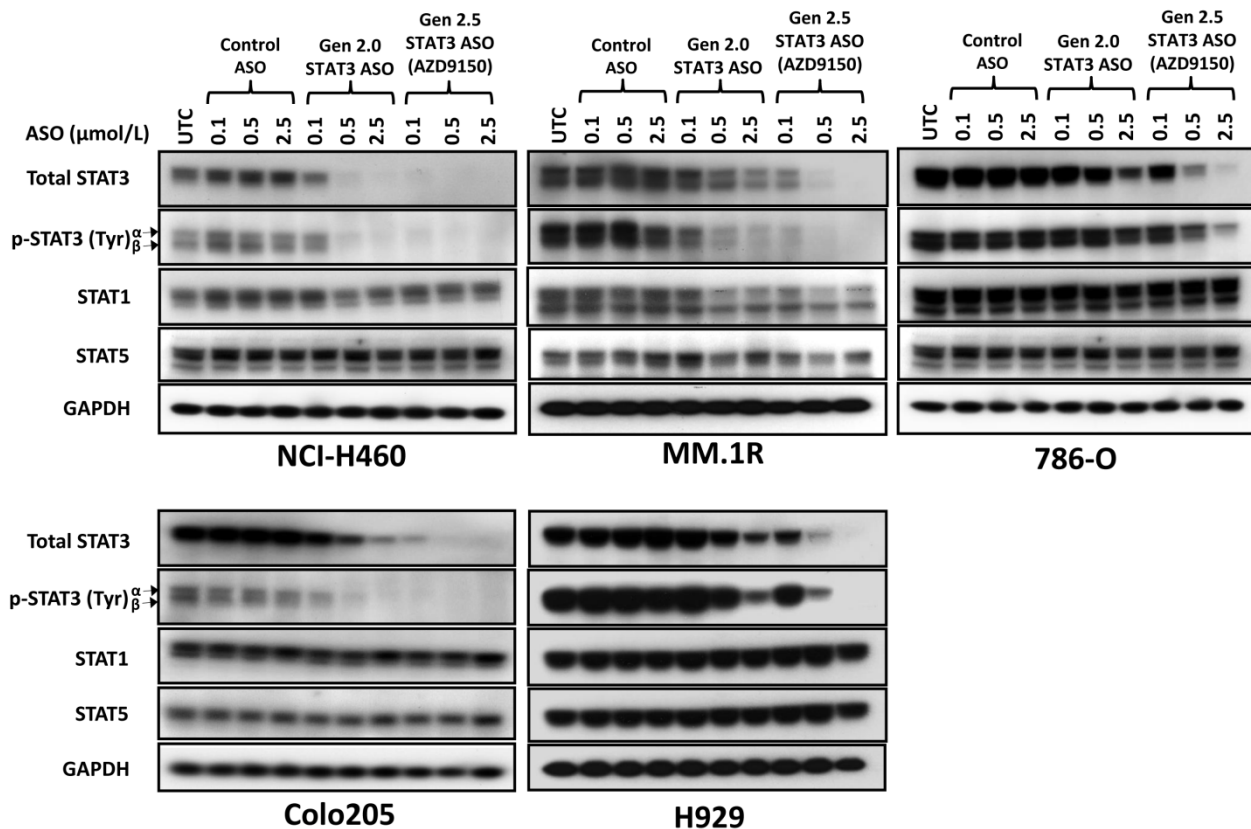 Control
ASO
Gen 2.0
STAT3 ASO
Gen 2.5
STAT3 ASO
(AZD9150)
Control
ASO
Gen 2.0
STAT3 ASO
Gen 2.5
STAT3 ASO
(AZD9150)
Control
ASO
Gen 2.0
STAT3 ASO
Gen 2.5
STAT3 ASO
(AZD9150)
ASO (μmol/L)
UTC 0.1 0.5 2.5 0.1 0.5 2.5 0.1 0.5 2.5
UTC 0.1 0.5 2.5 0.1 0.5 2.5 0.1 0.5 2.5
UTC 0.1 0.5 2.5 0.1 0.5 2.5 0.1 0.5 2.5
Total STAT3
p-STAT3 (Tyr) α
β
STAT1
STAT5
GAPDH
NCI-H460
MM.1R
786-O
Total STAT3
p-STAT3 (Tyr) α
β
STAT1
STAT5
GAPDH
Colo205
H929